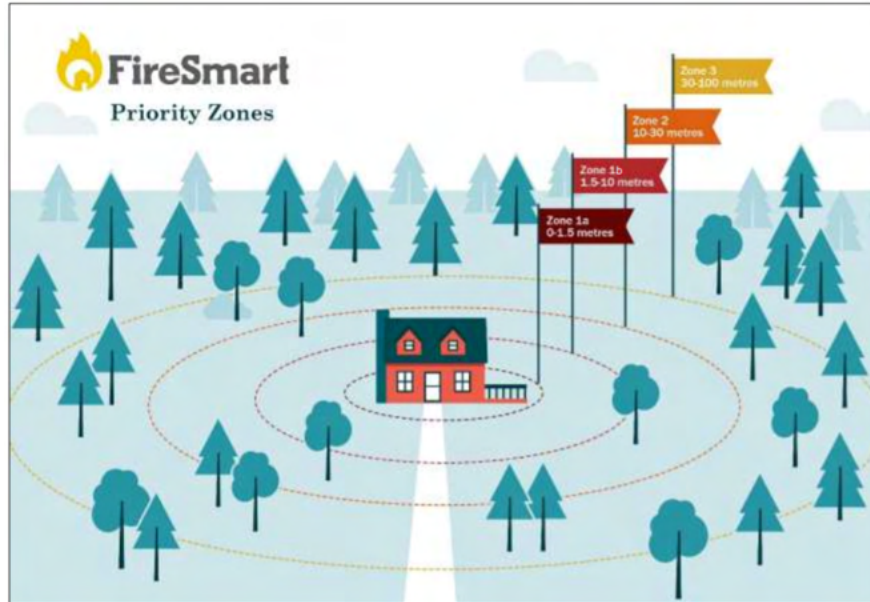 FireSmart
Priority Zones
Zone 3
30-100 metres
Zone 2
10-30 metres
Zone 1b
1.5-10 metres
Zone 1a
0-1.5 metres